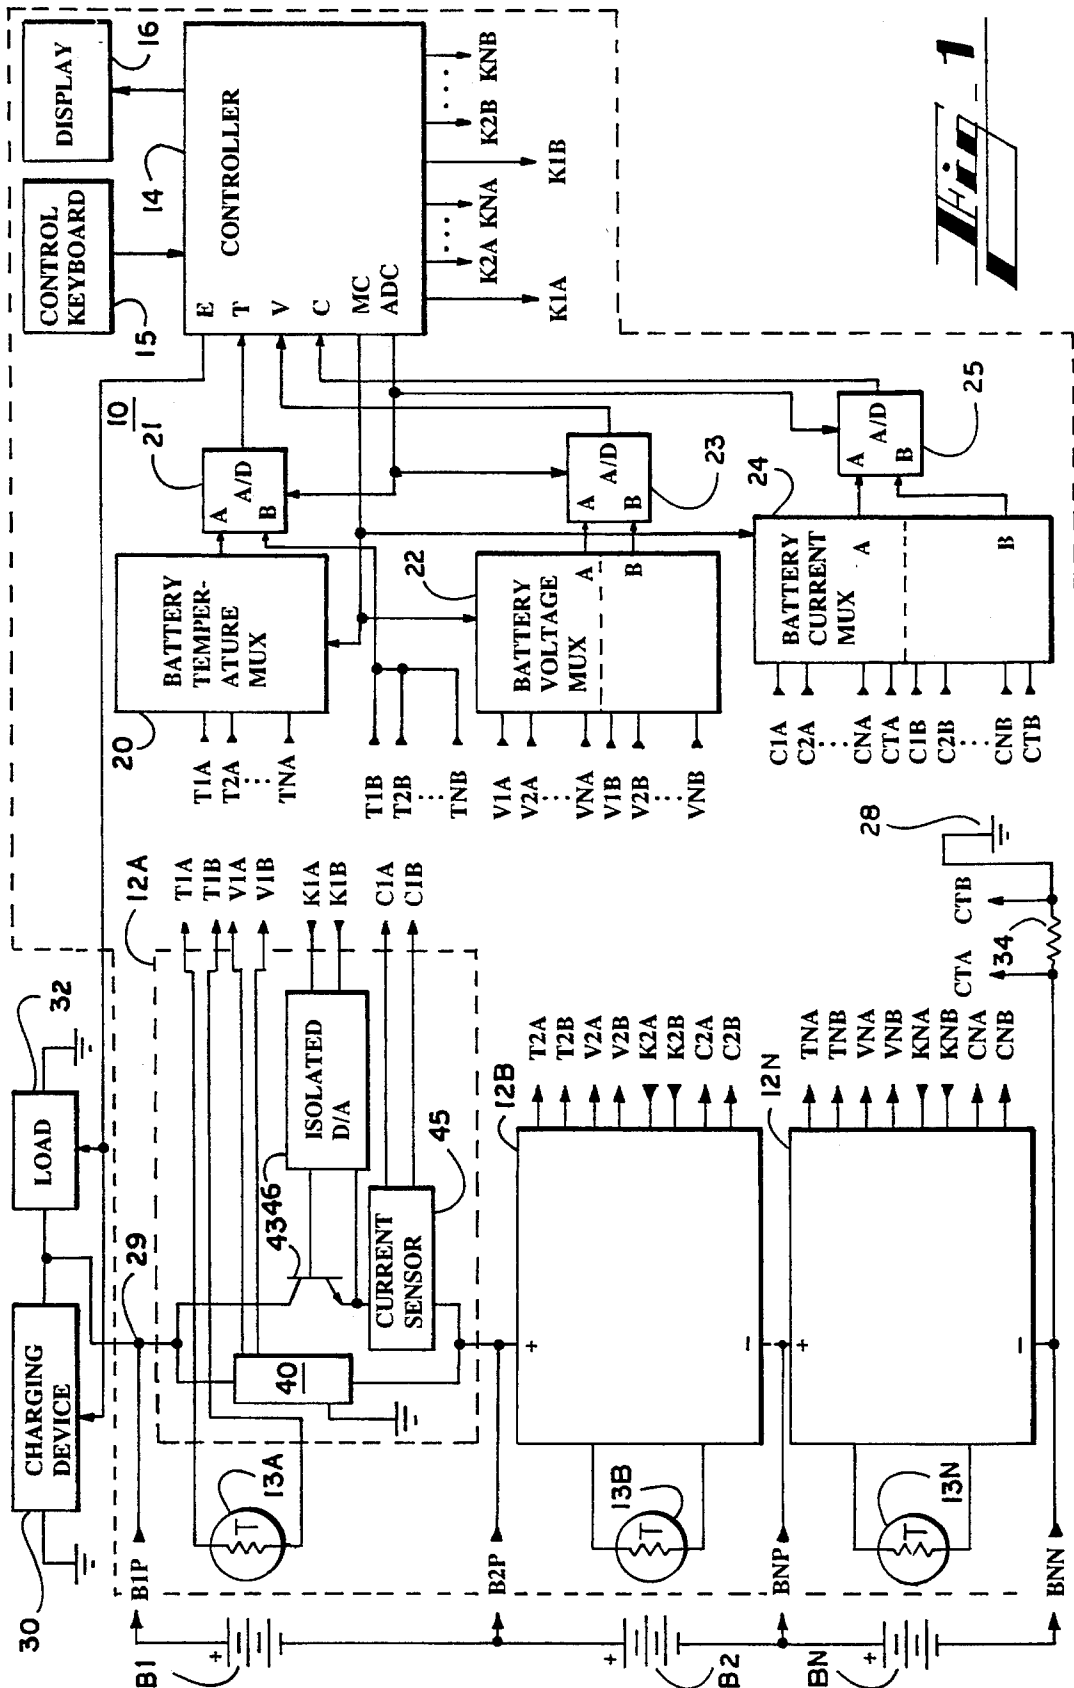 30
CHARGING
DEVICE
LOAD
32
29
B1P
B1
+
B2P
B2
+
BNP
BN
+
BNN
13A
T
13B
T
13N
T
12A
40
43
46
ISOLATED
D/A
CURRENT
SENSOR
45
T1A
T1B
V1A
V1B
K1A
K1B
C1A
C1B
12B
+
−
T2A
T2B
V2A
V2B
K2A
K2B
C2A
C2B
12N
+
−
TNA
TNB
VNA
VNB
KNA
KNB
CNA
CNB
CTA
CTB
34
28
20
BATTERY
TEMPER-
ATURE
MUX
T1A
T2A
TNA
T1B
T2B
TNB
10
21
A
A/D
B
22
BATTERY
VOLTAGE
MUX
A
B
V1A
V2A
VNA
V1B
V2B
VNB
23
A
A/D
B
24
BATTERY
CURRENT
MUX
A
B
C1A
C2A
CNA
CTA
C1B
C2B
CNB
CTB
25
A
A/D
B
CONTROL
KEYBOARD
15
DISPLAY
16
14
CONTROLLER
E
T
V
C
MC
ADC
K1A
K2A .... KNA
K1B
K2B .... KNB
Fig-1